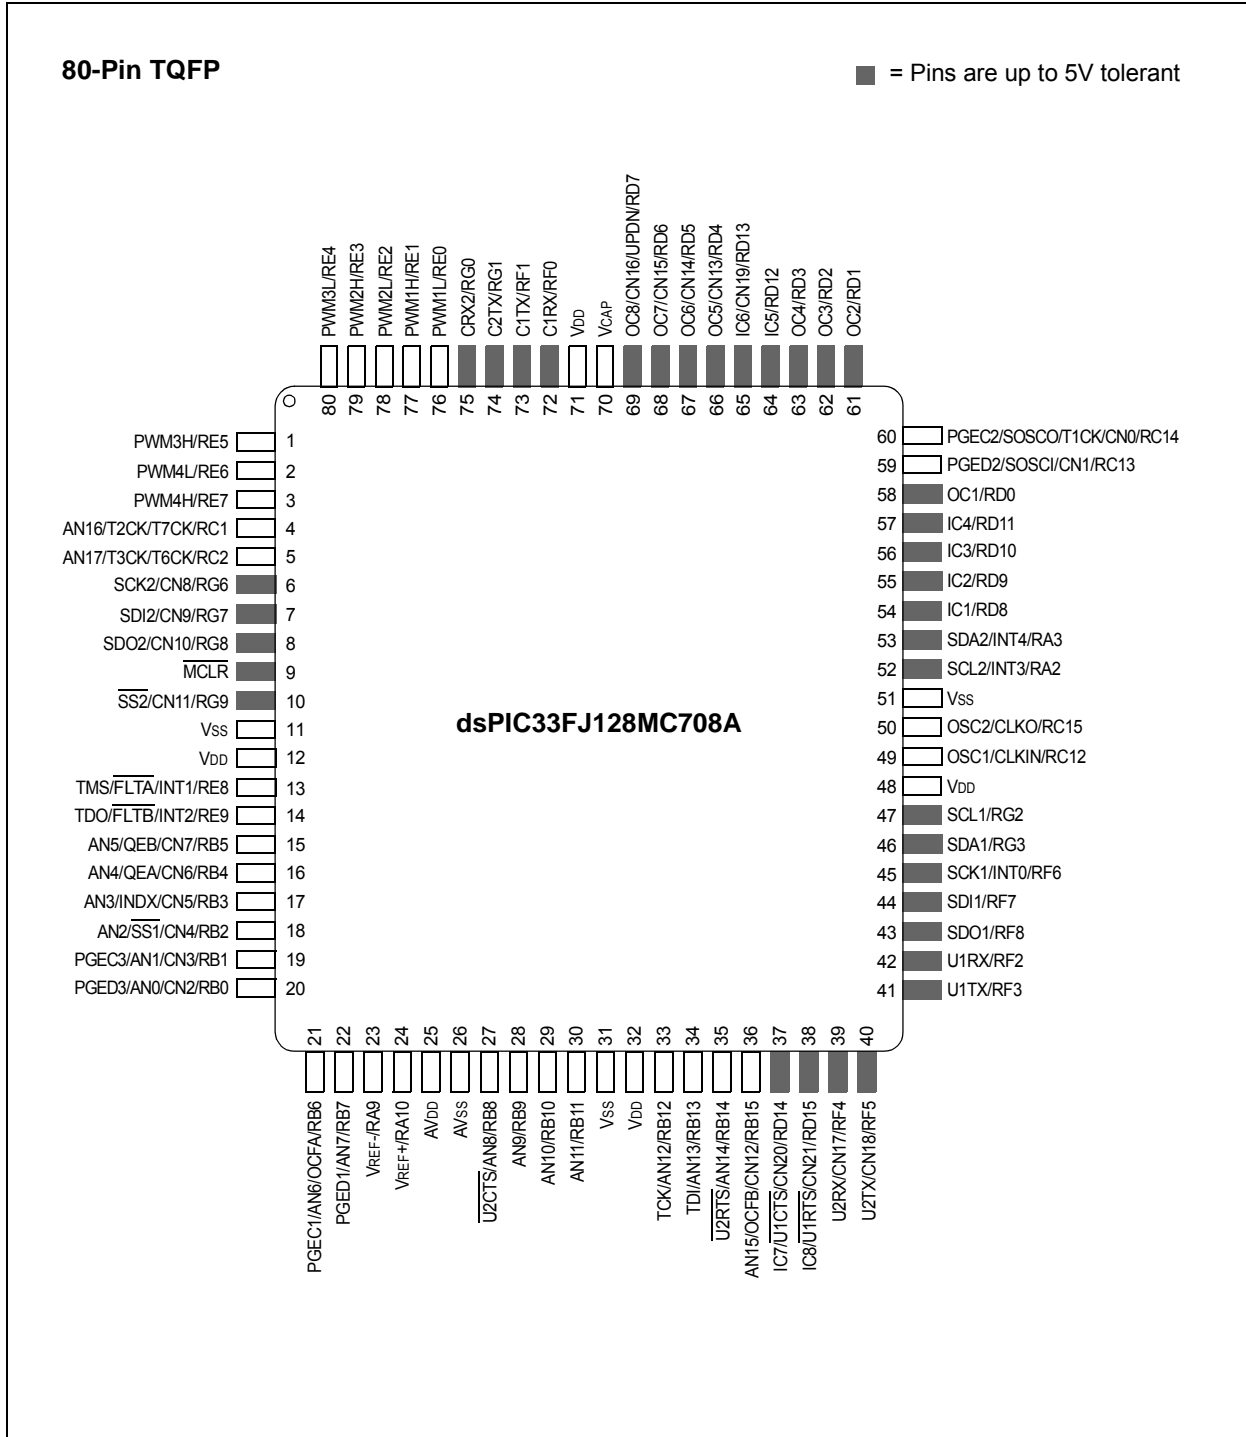 80-Pin TQFP
= Pins are up to 5V tolerant
PWM3L/RE4
PWM2H/RE3
PWM2L/RE2
PWM1H/RE1
PWM1L/RE0
CRX2/RG0
C2TX/RG1
C1TX/RF1
C1RX/RF0
VDD
VCAP
OC8/CN16/UPDN/RD7
OC7/CN15/RD6
OC6/CN14/RD5
OC5/CN13/RD4
IC6/CN19/RD13
IC5/RD12
OC4/RD3
OC3/RD2
OC2/RD1
80
79
78
77
76
75
74
73
72
71
70
69
68
67
66
65
64
63
62
61
PWM3H/RE5 1
PWM4L/RE6 2
PWM4H/RE7 3
AN16/T2CK/T7CK/RC1 4
AN17/T3CK/T6CK/RC2 5
SCK2/CN8/RG6 6
SDI2/CN9/RG7 7
SDO2/CN10/RG8 8
MCLR 9
SS2/CN11/RG9 10
VSS 11
VDD 12
TMS/FLTA/INT1/RE8 13
TDO/FLTB/INT2/RE9 14
AN5/QEB/CN7/RB5 15
AN4/QEA/CN6/RB4 16
AN3/INDX/CN5/RB3 17
AN2/SS1/CN4/RB2 18
PGEC3/AN1/CN3/RB1 19
PGED3/AN0/CN2/RB0 20
dsPIC33FJ128MC708A
60 PGEC2/SOSCO/T1CK/CN0/RC14
59 PGED2/SOSCI/CN1/RC13
58 OC1/RD0
57 IC4/RD11
56 IC3/RD10
55 IC2/RD9
54 IC1/RD8
53 SDA2/INT4/RA3
52 SCL2/INT3/RA2
51 VSS
50 OSC2/CLKO/RC15
49 OSC1/CLKIN/RC12
48 VDD
47 SCL1/RG2
46 SDA1/RG3
45 SCK1/INT0/RF6
44 SDI1/RF7
43 SDO1/RF8
42 U1RX/RF2
41 U1TX/RF3
21
22
23
24
25
26
27
28
29
30
31
32
33
34
35
36
37
38
39
40
PGEC1/AN6/OCFA/RB6
PGED1/AN7/RB7
VREF-/RA9
VREF+/RA10
AVDD
AVSS
U2CTS/AN8/RB8
AN9/RB9
AN10/RB10
AN11/RB11
VSS
VDD
TCK/AN12/RB12
TDI/AN13/RB13
U2RTS/AN14/RB14
AN15/OCFB/CN12/RB15
IC7/U1CTS/CN20/RD14
IC8/U1RTS/CN21/RD15
U2RX/CN17/RF4
U2TX/CN18/RF5